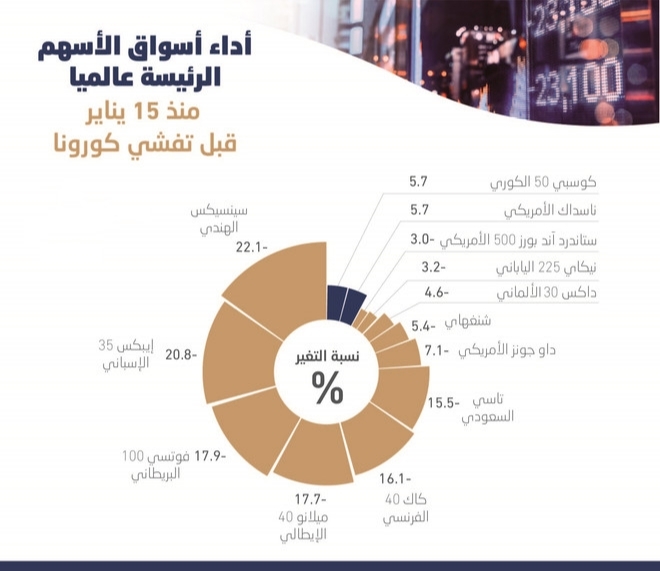 أداء أسواق الأسهم
الرئيسة عالميا
منذ 15 يناير
قبل تفشي كورونا
23,100
كوسبي 50 الكوري 5.7
ناسداك الأمريكي 5.7
ستاندرد آند بورز 500 الأمريكي -3.0
نيكاي 225 الياباني -3.2
داكس 30 الألماني -4.6
شنغهاي -5.4
داو جونز الأمريكي -7.1
تاسي
السعودي
-15.5
-16.1
كاك 40
الفرنسي
-17.7
ميلانو 40
الإيطالي
-17.9 فوتسي 100
البريطاني
-20.8 إيبكس 35
الإسباني
سينسيكس
الهندي
-22.1
نسبة التغير
%